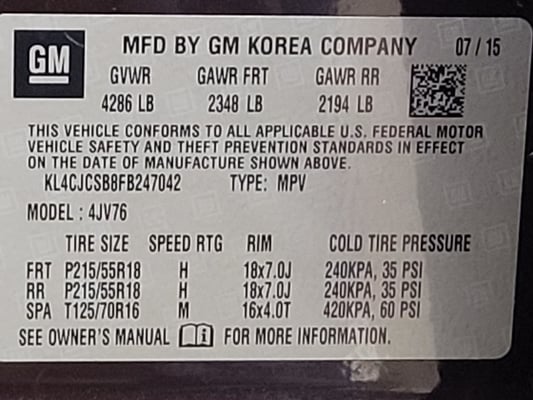 GM MFD BY GM KOREA COMPANY 07 / 15
GVWR GAWR FRT GAWR RR
4286 LB 2348 LB 2194 LB
THIS VEHICLE CONFORMS TO ALL APPLICABLE U.S. FEDERAL MOTOR
VEHICLE SAFETY AND THEFT PREVENTION STANDARDS IN EFFECT
ON THE DATE OF MANUFACTURE SHOWN ABOVE.
KL4CJCSB8FB247042 TYPE: MPV
MODEL : 4JV76
TIRE SIZE SPEED RTG RIM COLD TIRE PRESSURE
FRT P215/55R18 H 18x7.0J 240KPA, 35 PSI
RR P215/55R18 H 18x7.0J 240KPA, 35 PSI
SPA T125/70R16 M 16x4.0T 420KPA, 60 PSI
SEE OWNER'S MANUAL FOR MORE INFORMATION.